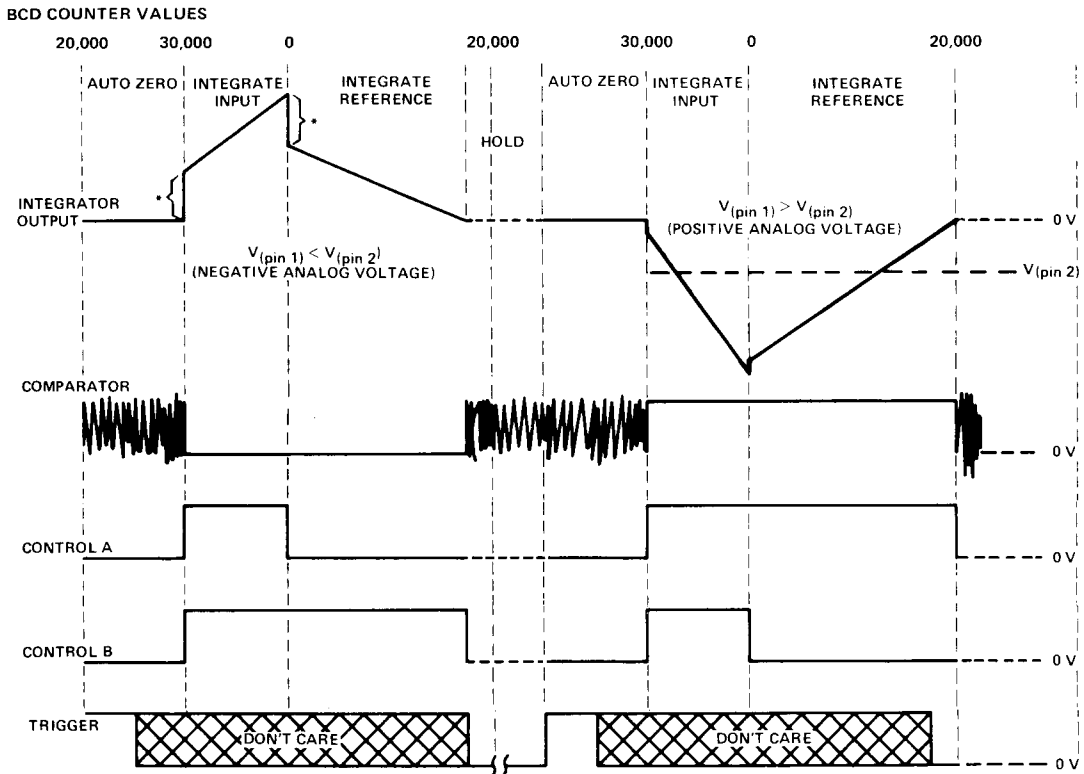 BCD COUNTER VALUES
20,000 30,000 0 20,000 30,000 0 20,000
AUTO ZERO INTEGRATE INPUT INTEGRATE REFERENCE HOLD AUTO ZERO INTEGRATE INPUT INTEGRATE REFERENCE
*
*
INTEGRATOR
OUTPUT
V(pin 1) < V(pin 2)
(NEGATIVE ANALOG VOLTAGE)
V(pin 1) > V(pin 2)
(POSITIVE ANALOG VOLTAGE)
0 V
V(pin 2)
COMPARATOR
0 V
CONTROL A
0 V
CONTROL B
0 V
TRIGGER
DON'T CARE DON'T CARE
0 V